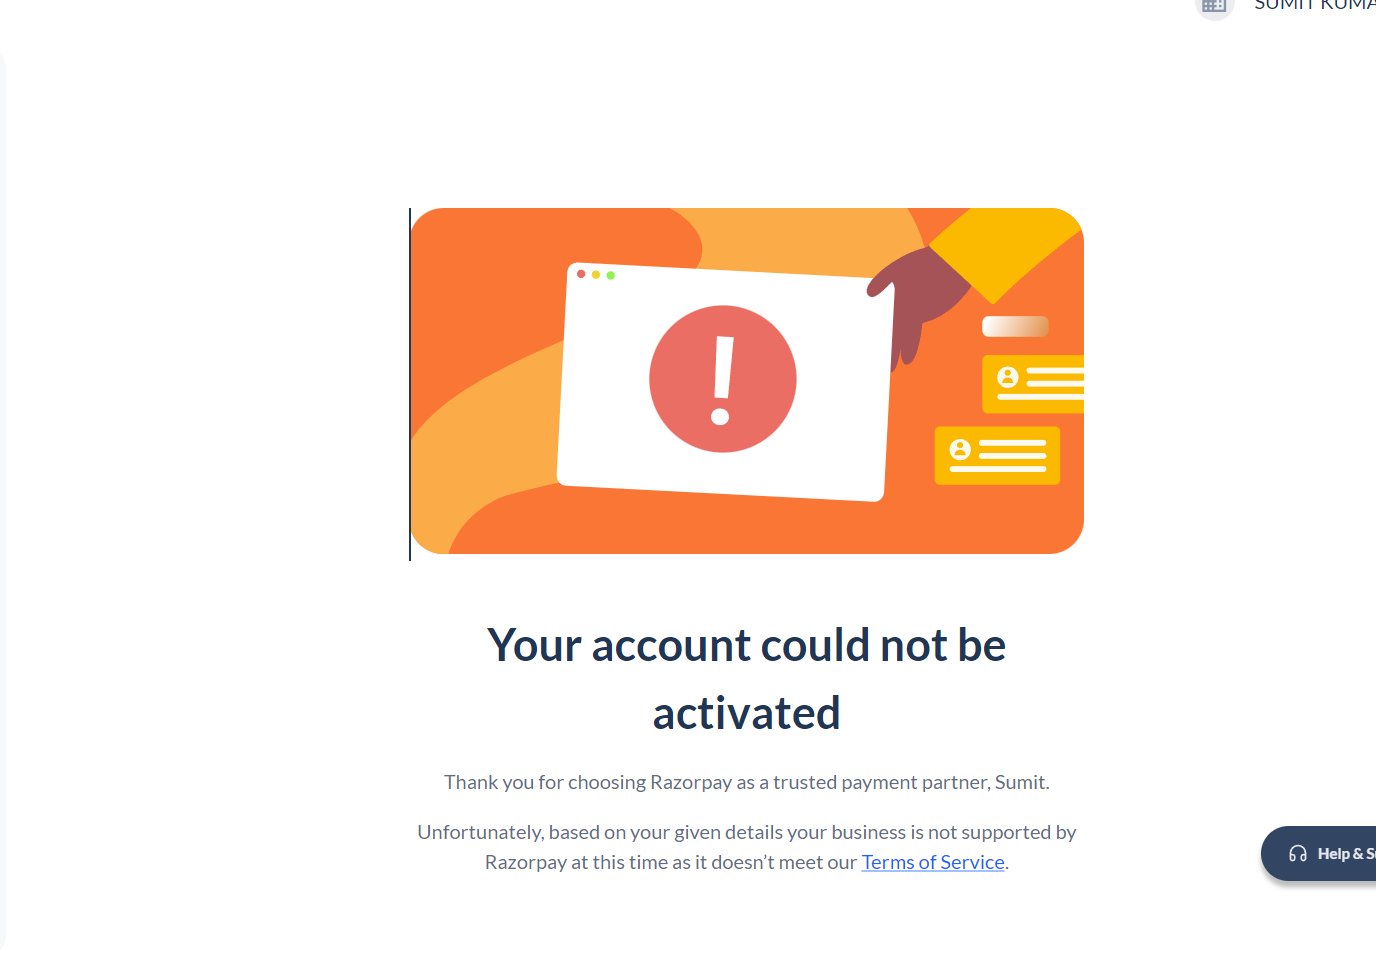 SUMIT KUMA
Your account could not be
activated
Thank you for choosing Razorpay as a trusted payment partner, Sumit.
Unfortunately, based on your given details your business is not supported by
Razorpay at this time as it doesn’t meet our Terms of Service.
Help & Su